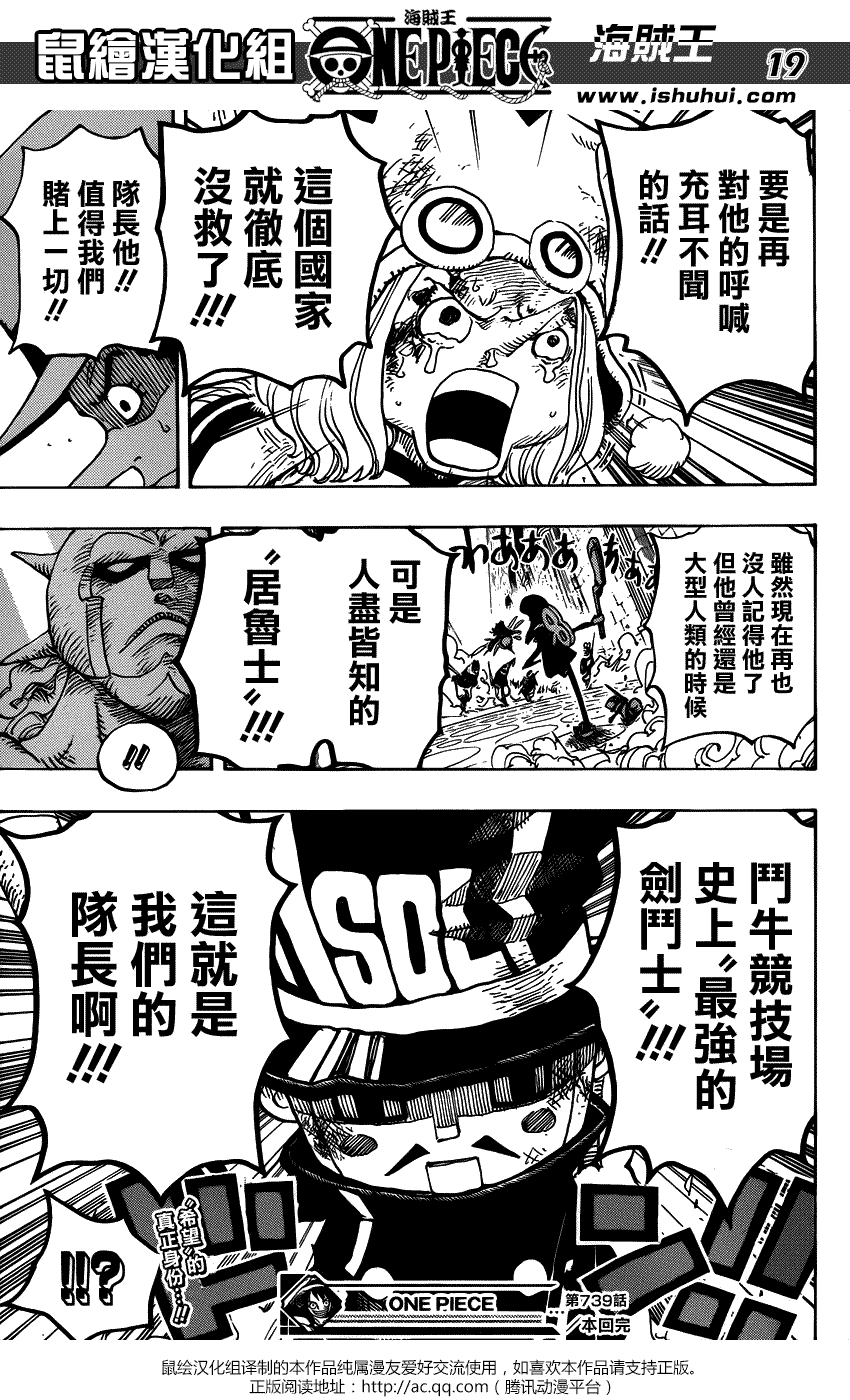 鼠繪漢化組
海賊王
ONE PIECE
海賊王
19
www.ishuhui.com
要是再
對他的呼喊
充耳不聞
的話!!
這個國家
就徹底
沒救了!!!
隊長他!!
值得我們
賭上一切!!
雖然現在再也
沒人記得他了
但他曾經還是
大型人類的時候
わああああああ
可是
人盡皆知的
〝居魯士〞!!!
!!
鬥牛競技場
史上〝最強的
劍鬥士〞!!!
SOL
這就是
我們的
隊長啊!!!
!!?
〝希望〞的
真正身份…!!
ONE PIECE
第739話
本回完
鼠绘汉化组译制的本作品纯属漫友爱好交流使用，如喜欢本作品请支持正版。
正版阅读地址：http://ac.qq.com（腾讯动漫平台）